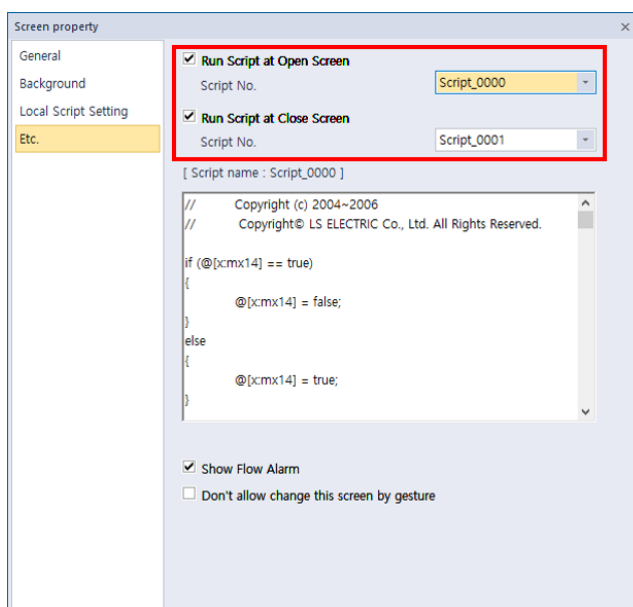 Screen property
General
Background
Local Script Setting
Etc.
Run Script at Open Screen
Script No. Script_0000
Run Script at Close Screen
Script No. Script_0001
[ Script name : Script_0000 ]
// Copyright (c) 2004~2006
// Copyright© LS ELECTRIC Co., Ltd. All Rights Reserved.
if (@[x:mx14] == true)
{
@[x:mx14] = false;
}
else
{
@[x:mx14] = true;
}
Show Flow Alarm
Don't allow change this screen by gesture